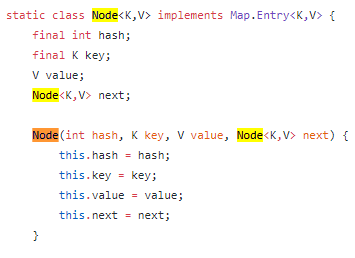 static class Node<K,V> implements Map.Entry<K,V> {
final int hash;
final K key;
V value;
Node<K,V> next;
Node(int hash, K key, V value, Node<K,V> next) {
this.hash = hash;
this.key = key;
this.value = value;
this.next = next;
}